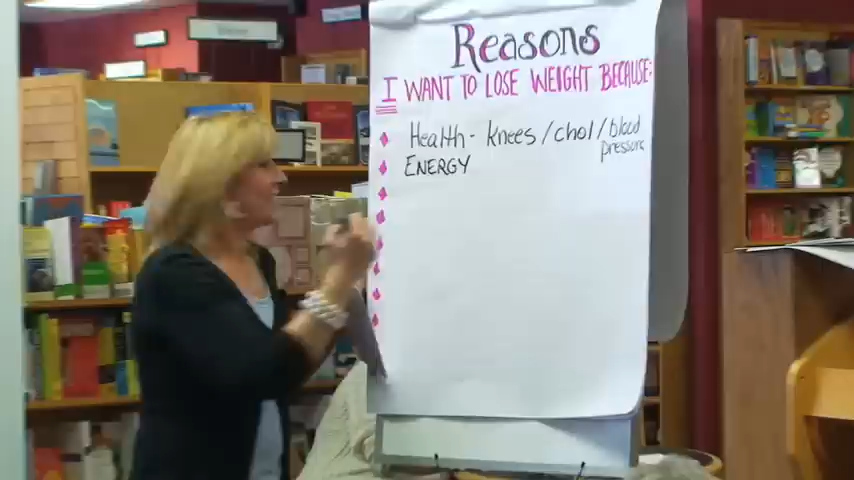 Reasons
I WANT TO LOSE WEIGHT BECAUSE:
Health - knees/chol/blood pressure
ENERGY